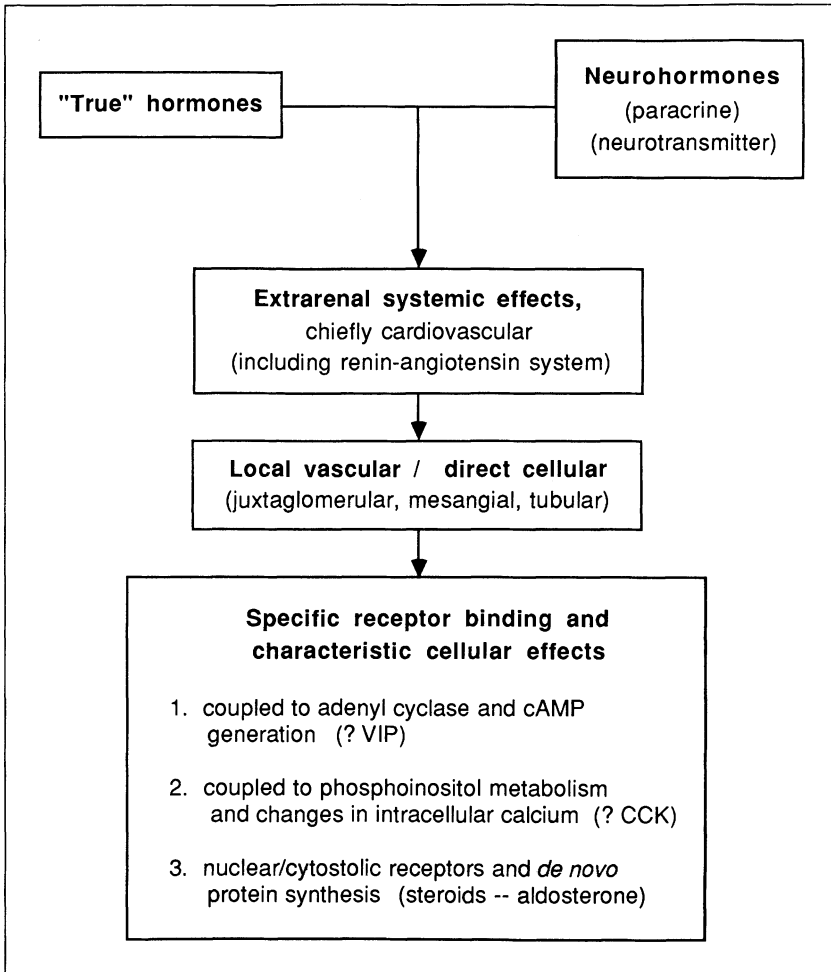 "True" hormones
Neurohormones
(paracrine)
(neurotransmitter)
Extrarenal systemic effects,
chiefly cardiovascular
(including renin-angiotensin system)
Local vascular / direct cellular
(juxtaglomerular, mesangial, tubular)
Specific receptor binding and
characteristic cellular effects
1. coupled to adenyl cyclase and cAMP
generation (? VIP)
2. coupled to phosphoinositol metabolism
and changes in intracellular calcium (? CCK)
3. nuclear/cytostolic receptors and de novo
protein synthesis (steroids -- aldosterone)